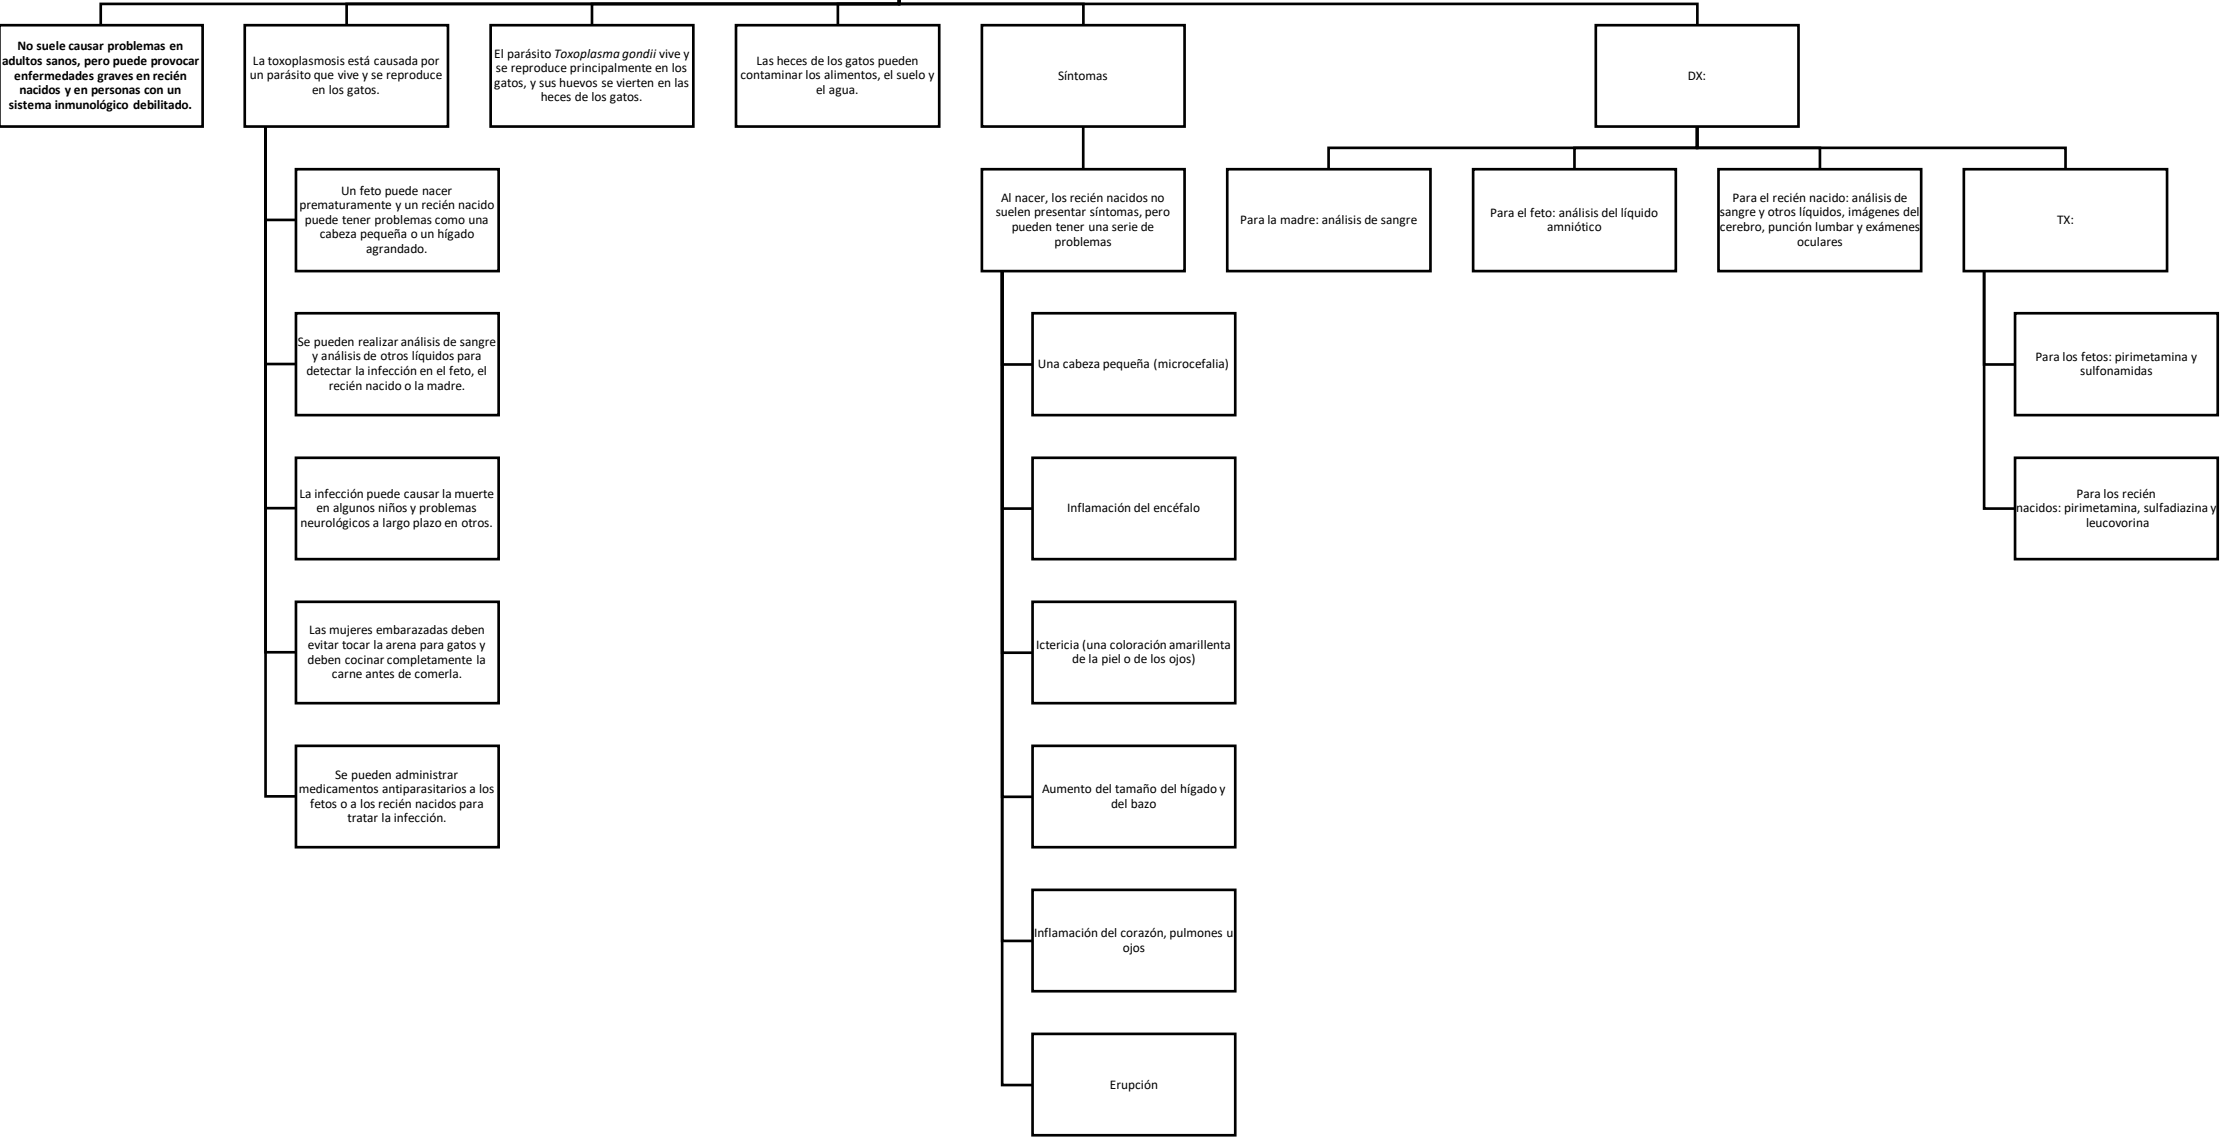 No suele causar problemas en
adultos sanos, pero puede provocar
enfermedades graves en recién
nacidos y en personas con un
sistema inmunológico debilitado.
La toxoplasmosis está causada por
un parásito que vive y se reproduce
en los gatos.
Un feto puede nacer
prematuramente y un recién nacido
puede tener problemas como una
cabeza pequeña o un hígado
agrandado.
Se pueden realizar análisis de sangre
y análisis de otros líquidos para
detectar la infección en el feto, el
recién nacido o la madre.
La infección puede causar la muerte
en algunos niños y problemas
neurológicos a largo plazo en otros.
Las mujeres embarazadas deben
evitar tocar la arena para gatos y
deben cocinar completamente la
carne antes de comerla.
Se pueden administrar
medicamentos antiparasitarios a los
fetos o a los recién nacidos para
tratar la infección.
El parásito Toxoplasma gondii vive y
se reproduce principalmente en los
gatos, y sus huevos se vierten en las
heces de los gatos.
Las heces de los gatos pueden
contaminar los alimentos, el suelo y
el agua.
Síntomas
Al nacer, los recién nacidos no
suelen presentar síntomas, pero
pueden tener una serie de
problemas
Una cabeza pequeña (microcefalia)
Inflamación del encéfalo
Ictericia (una coloración amarillenta
de la piel o de los ojos)
Aumento del tamaño del hígado y
del bazo
Inflamación del corazón, pulmones u
ojos
Erupción
DX:
Para la madre: análisis de sangre
Para el feto: análisis del líquido
amniótico
Para el recién nacido: análisis de
sangre y otros líquidos, imágenes del
cerebro, punción lumbar y exámenes
oculares
TX:
Para los fetos: pirimetamina y
sulfonamidas
Para los recién
nacidos: pirimetamina, sulfadiazina y
leucovorina